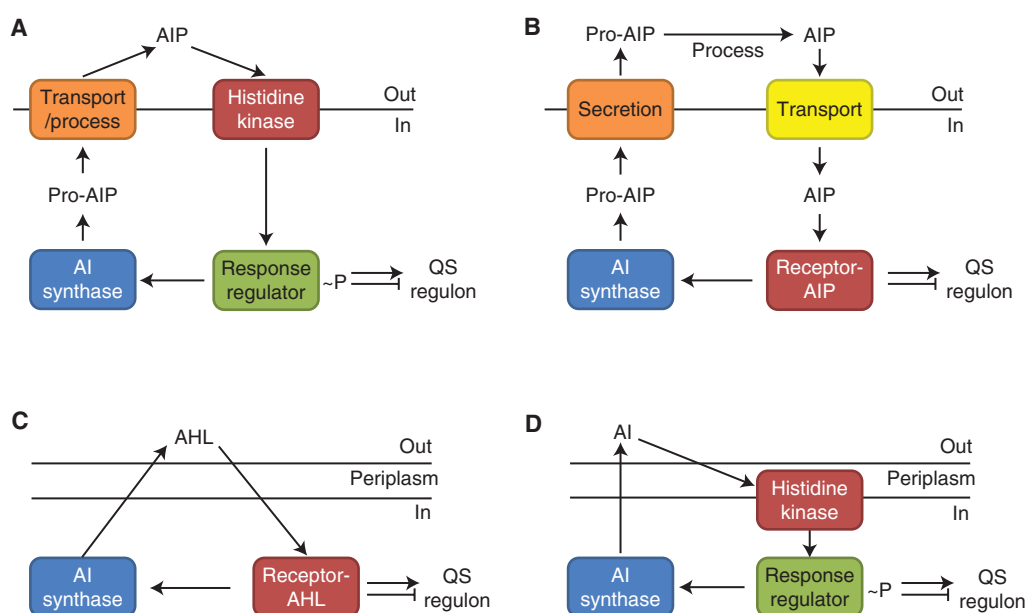 A
AIP
Transport
/process
Histidine
kinase
Out
In
Pro-AIP
AI
synthase
Response
regulator
~P
QS
regulon
B
Pro-AIP
Process
AIP
Secretion
Transport
Out
In
Pro-AIP
AIP
AI
synthase
Receptor-
AIP
QS
regulon
C
AHL
Out
Periplasm
In
AI
synthase
Receptor-
AHL
QS
regulon
D
AI
Out
Periplasm
In
Histidine
kinase
AI
synthase
Response
regulator
~P
QS
regulon